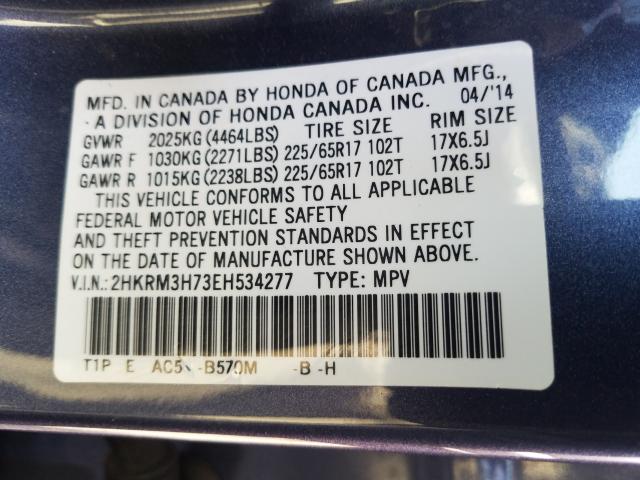 MFD. IN CANADA BY HONDA OF CANADA MFG.,
A DIVISION OF HONDA CANADA INC. 04/'14
GVWR 2025KG (4464LBS) TIRE SIZE RIM SIZE
GAWR F 1030KG (2271LBS) 225/65R17 102T 17X6.5J
GAWR R 1015KG (2238LBS) 225/65R17 102T 17X6.5J
THIS VEHICLE CONFORMS TO ALL APPLICABLE
FEDERAL MOTOR VEHICLE SAFETY
AND THEFT PREVENTION STANDARDS IN EFFECT
ON THE DATE OF MANUFACTURE SHOWN ABOVE.
V.I.N.: 2HKRM3H73EH534277 TYPE: MPV
T1P E AC5 -B570M -B -H